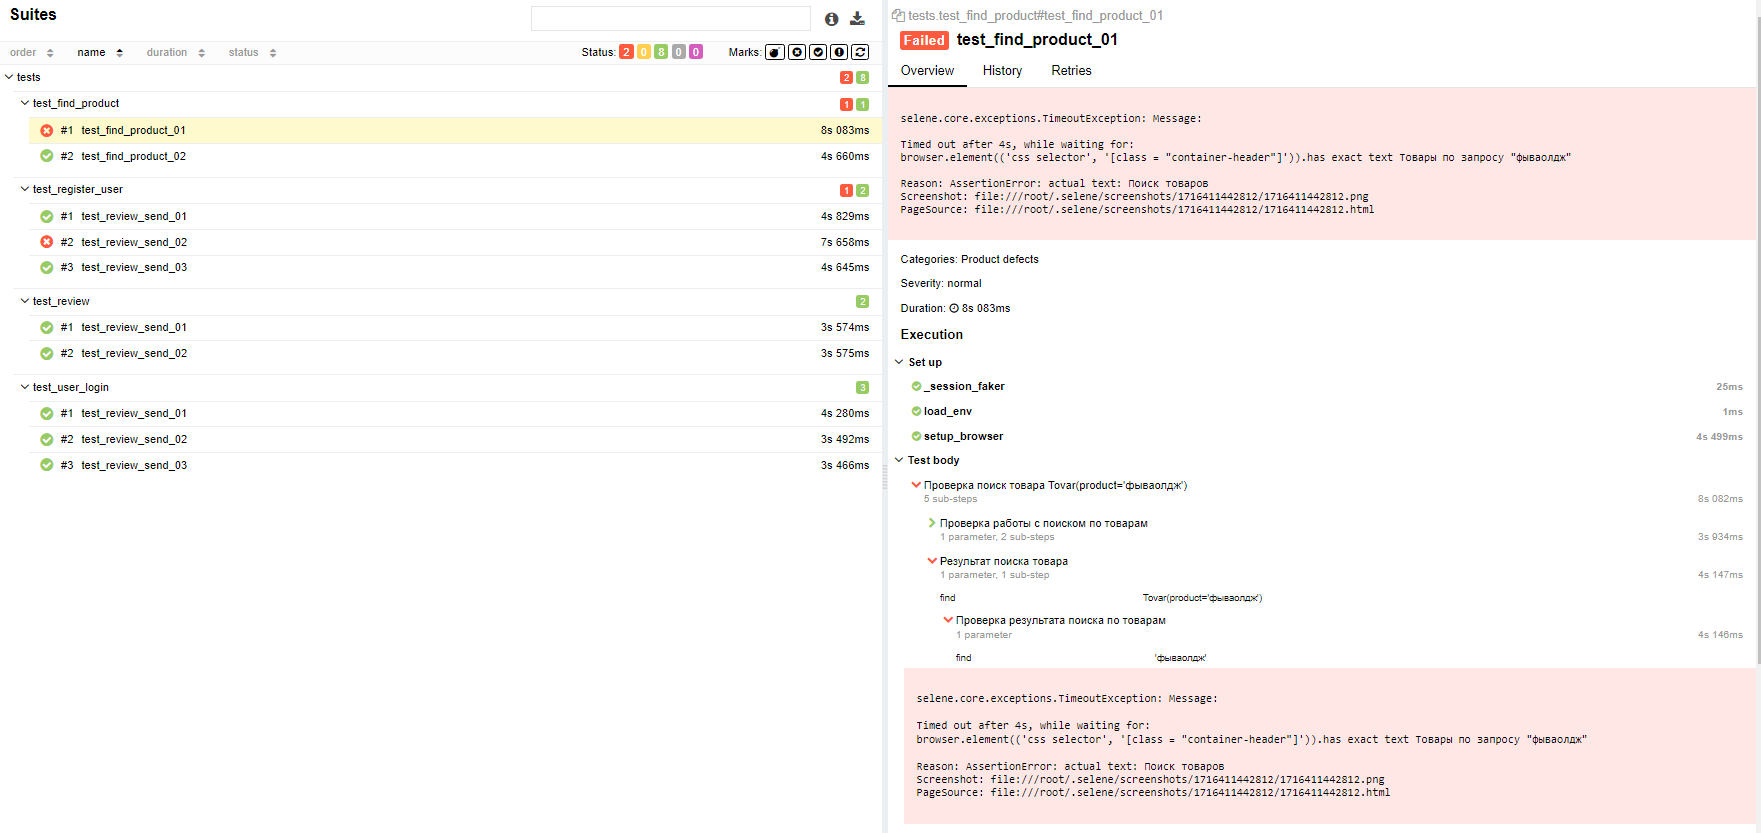 Suites
order name duration status
Status: 2 0 8 0 0 Marks:
tests 2 8
test_find_product 1 1
#1 test_find_product_01 8s 083ms
#2 test_find_product_02 4s 660ms
test_register_user 1 2
#1 test_review_send_01 4s 829ms
#2 test_review_send_02 7s 658ms
#3 test_review_send_03 4s 645ms
test_review 2
#1 test_review_send_01 3s 574ms
#2 test_review_send_02 3s 575ms
test_user_login 3
#1 test_review_send_01 4s 280ms
#2 test_review_send_02 3s 492ms
#3 test_review_send_03 3s 466ms
tests.test_find_product#test_find_product_01
Failed test_find_product_01
Overview History Retries
selene.core.exceptions.TimeoutException: Message:
Timed out after 4s, while waiting for:
browser.element(('css selector', '[class = "container-header"]')).has exact text Товары по запросу "фываолдж"
Reason: AssertionError: actual text: Поиск товаров
Screenshot: file:///root/.selene/screenshots/1716411442812/1716411442812.png
PageSource: file:///root/.selene/screenshots/1716411442812/1716411442812.html
Categories: Product defects
Severity: normal
Duration: 8s 083ms
Execution
Set up
_session_faker 25ms
load_env 1ms
setup_browser 4s 499ms
Test body
Проверка поиск товара Tovar(product='фываолдж')
5 sub-steps 8s 082ms
Проверка работы с поиском по товарам
1 parameter, 2 sub-steps 3s 934ms
Результат поиска товара
1 parameter, 1 sub-step 4s 147ms
find Tovar(product='фываолдж')
Проверка результата поиска по товарам
1 parameter 4s 146ms
find 'фываолдж'
selene.core.exceptions.TimeoutException: Message:
Timed out after 4s, while waiting for:
browser.element(('css selector', '[class = "container-header"]')).has exact text Товары по запросу "фываолдж"
Reason: AssertionError: actual text: Поиск товаров
Screenshot: file:///root/.selene/screenshots/1716411442812/1716411442812.png
PageSource: file:///root/.selene/screenshots/1716411442812/1716411442812.html